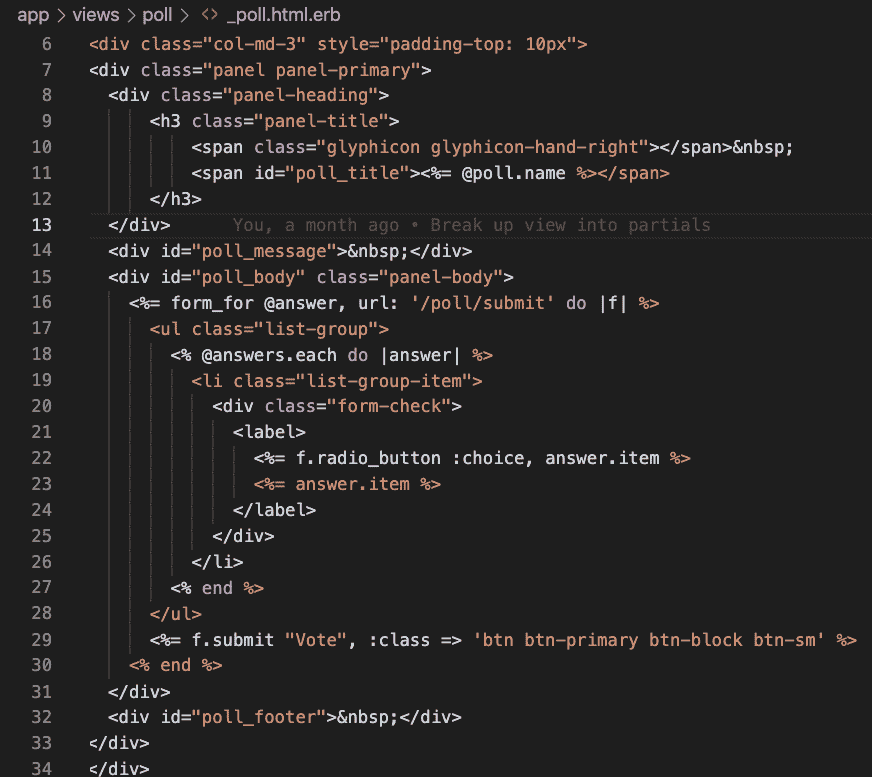 app > views > poll > <> _poll.html.erb
6 <div class="col-md-3" style="padding-top: 10px">
7 <div class="panel panel-primary">
8 <div class="panel-heading">
9 <h3 class="panel-title">
10 <span class="glyphicon glyphicon-hand-right"></span>&nbsp;
11 <span id="poll_title"><%= @poll.name %></span>
12 </h3>
13 </div> You, a month ago • Break up view into partials
14 <div id="poll_message">&nbsp;</div>
15 <div id="poll_body" class="panel-body">
16 <%= form_for @answer, url: '/poll/submit' do |f| %>
17 <ul class="list-group">
18 <% @answers.each do |answer| %>
19 <li class="list-group-item">
20 <div class="form-check">
21 <label>
22 <%= f.radio_button :choice, answer.item %>
23 <%= answer.item %>
24 </label>
25 </div>
26 </li>
27 <% end %>
28 </ul>
29 <%= f.submit "Vote", :class => 'btn btn-primary btn-block btn-sm' %>
30 <% end %>
31 </div>
32 <div id="poll_footer">&nbsp;</div>
33 </div>
34 </div>